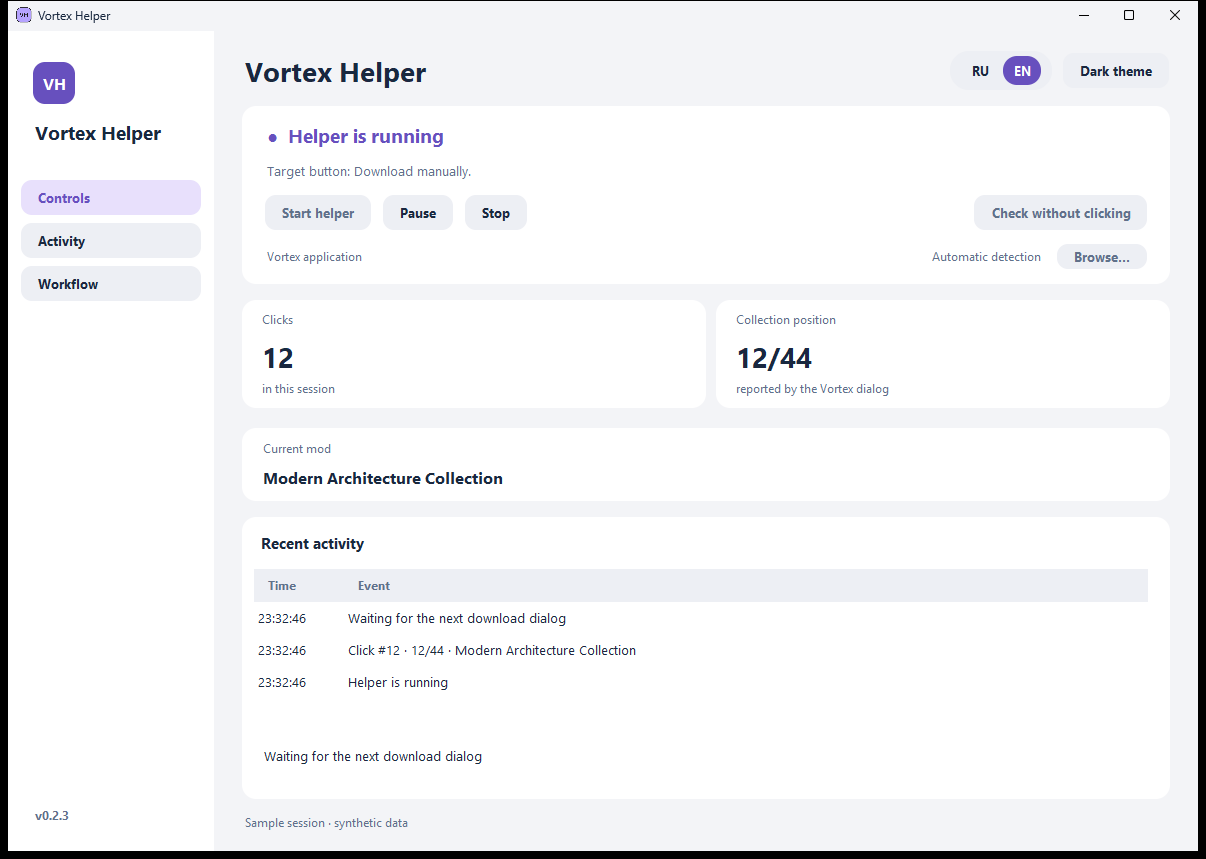 Vortex Helper
VH
Vortex Helper
Controls
Activity
Workflow
v0.2.3
Vortex Helper
RU EN Dark theme
Helper is running
Target button: Download manually.
Start helper Pause Stop Check without clicking
Vortex application Automatic detection Browse...
Clicks
12
in this session
Collection position
12/44
reported by the Vortex dialog
Current mod
Modern Architecture Collection
Recent activity
Time Event
23:32:46 Waiting for the next download dialog
23:32:46 Click #12 · 12/44 · Modern Architecture Collection
23:32:46 Helper is running
Waiting for the next download dialog
Sample session · synthetic data